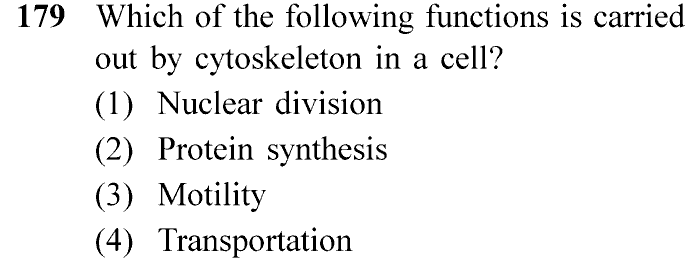 179 Which of the following functions is carried
out by cytoskeleton in a cell?
(1) Nuclear division
(2) Protein synthesis
(3) Motility
(4) Transportation